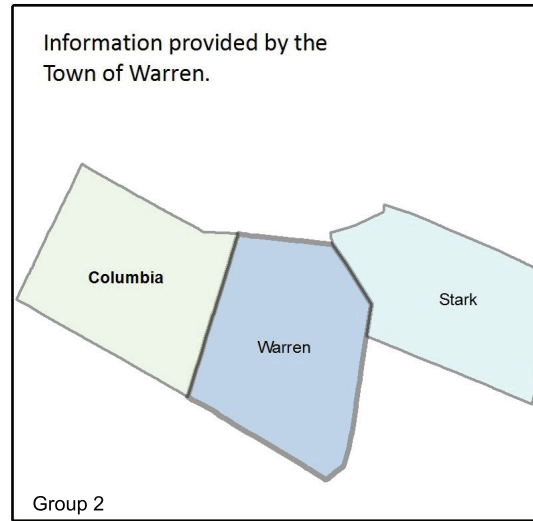 Information provided by the
Town of Warren.
Columbia
Stark
Warren
Group 2